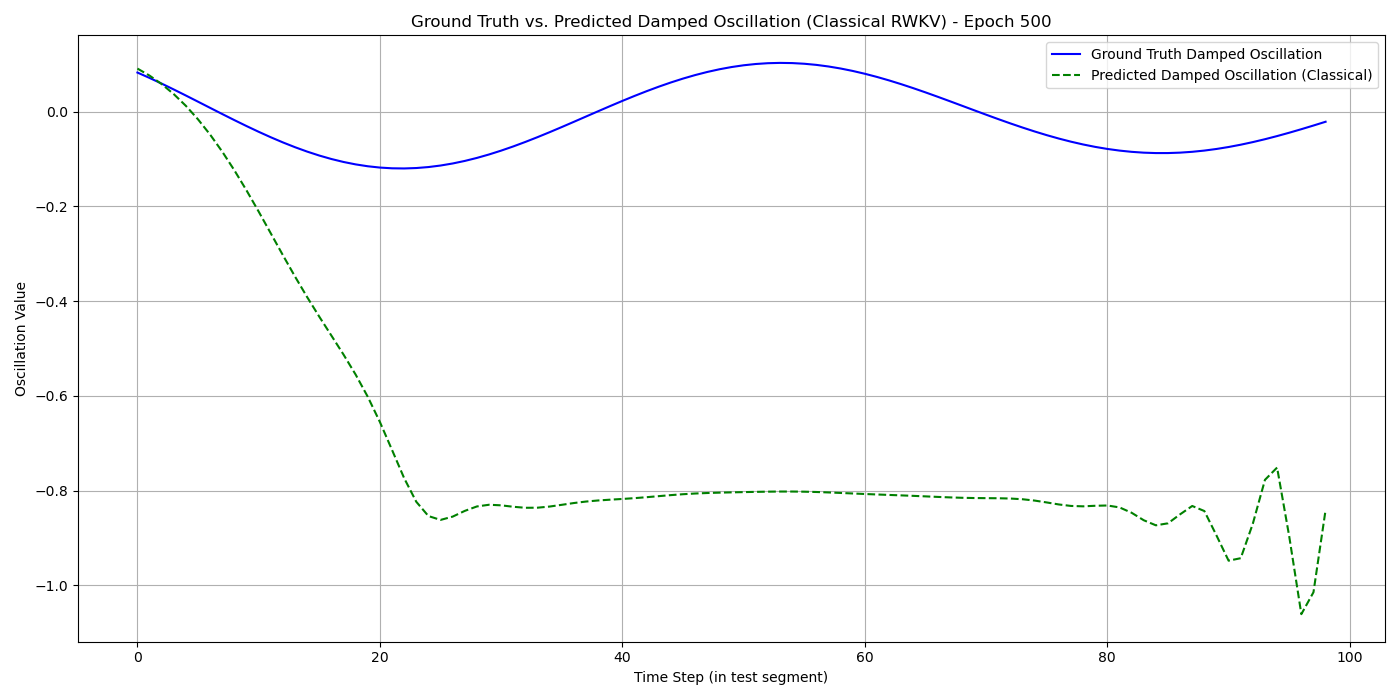 Ground Truth vs. Predicted Damped Oscillation (Classical RWKV) - Epoch 500
Ground Truth Damped Oscillation
Predicted Damped Oscillation (Classical)
Oscillation Value
0.0
−0.2
−0.4
−0.6
−0.8
−1.0
0 20 40 60 80 100
Time Step (in test segment)